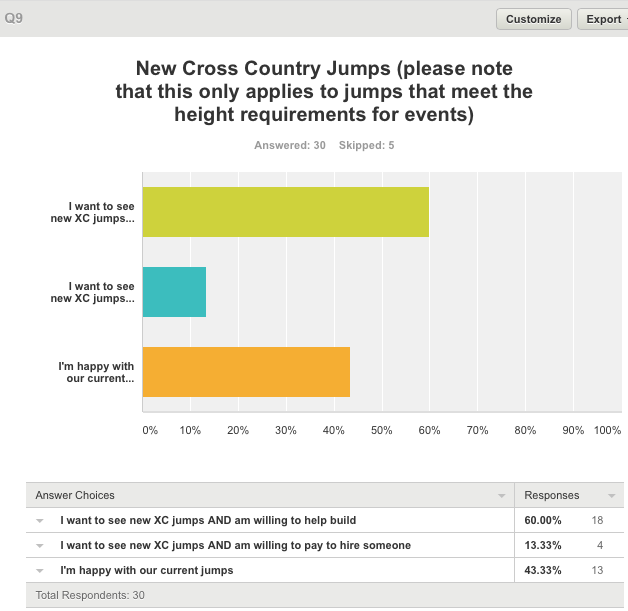 Q9
Customize
Export
New Cross Country Jumps (please note
that this only applies to jumps that meet the
height requirements for events)
Answered: 30 Skipped: 5
I want to see
new XC jumps...
I want to see
new XC jumps...
I'm happy with
our current...
0% 10% 20% 30% 40% 50% 60% 70% 80% 90% 100%
Answer Choices Responses
I want to see new XC jumps AND am willing to help build 60.00% 18
I want to see new XC jumps AND am willing to pay to hire someone 13.33% 4
I'm happy with our current jumps 43.33% 13
Total Respondents: 30